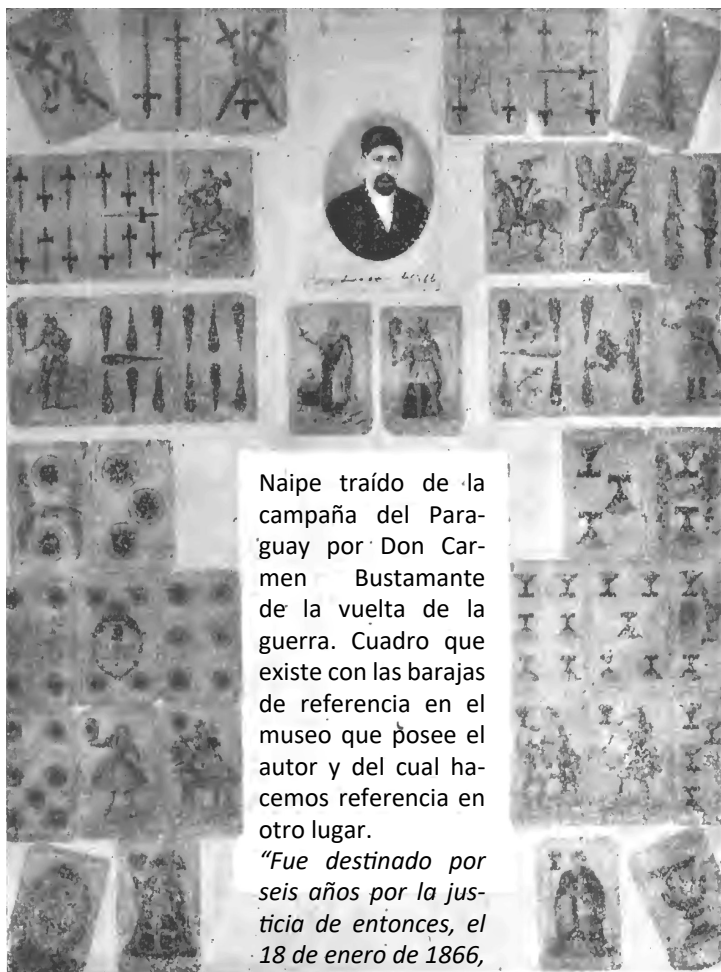 Naipe traído de la
campaña del Para-
guay por Don Car-
men Bustamante
de la vuelta de la
guerra. Cuadro que
existe con las barajas
de referencia en el
museo que posee el
autor y del cual ha-
cemos referencia en
otro lugar.
“Fue destinado por
seis años por la jus-
ticia de entonces, el
18 de enero de 1866,